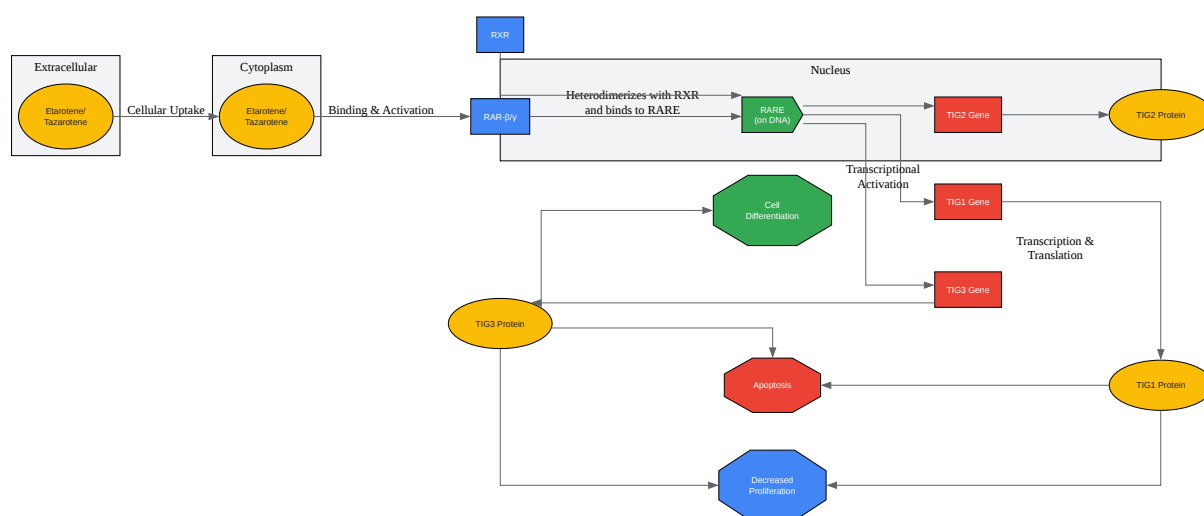 RXR
Extracellular
Cytoplasm
Nucleus
Etarotene/
Tazarotene
Cellular Uptake
Etarotene/
Tazarotene
Binding & Activation
RAR-β/γ
Heterodimerizes with RXR
and binds to RARE
RARE
(on DNA)
TIG2 Gene
TIG2 Protein
Transcriptional
Activation
Cell
Differentiation
TIG1 Gene
Transcription &
Translation
TIG3 Gene
TIG3 Protein
Apoptosis
TIG1 Protein
Decreased
Proliferation